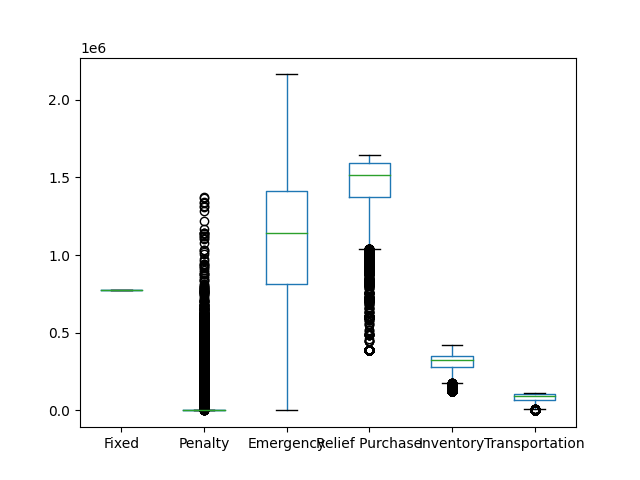 1e6
2.0
1.5
1.0
0.5
0.0
Fixed Penalty Emergency Relief Purchase Inventory Transportation